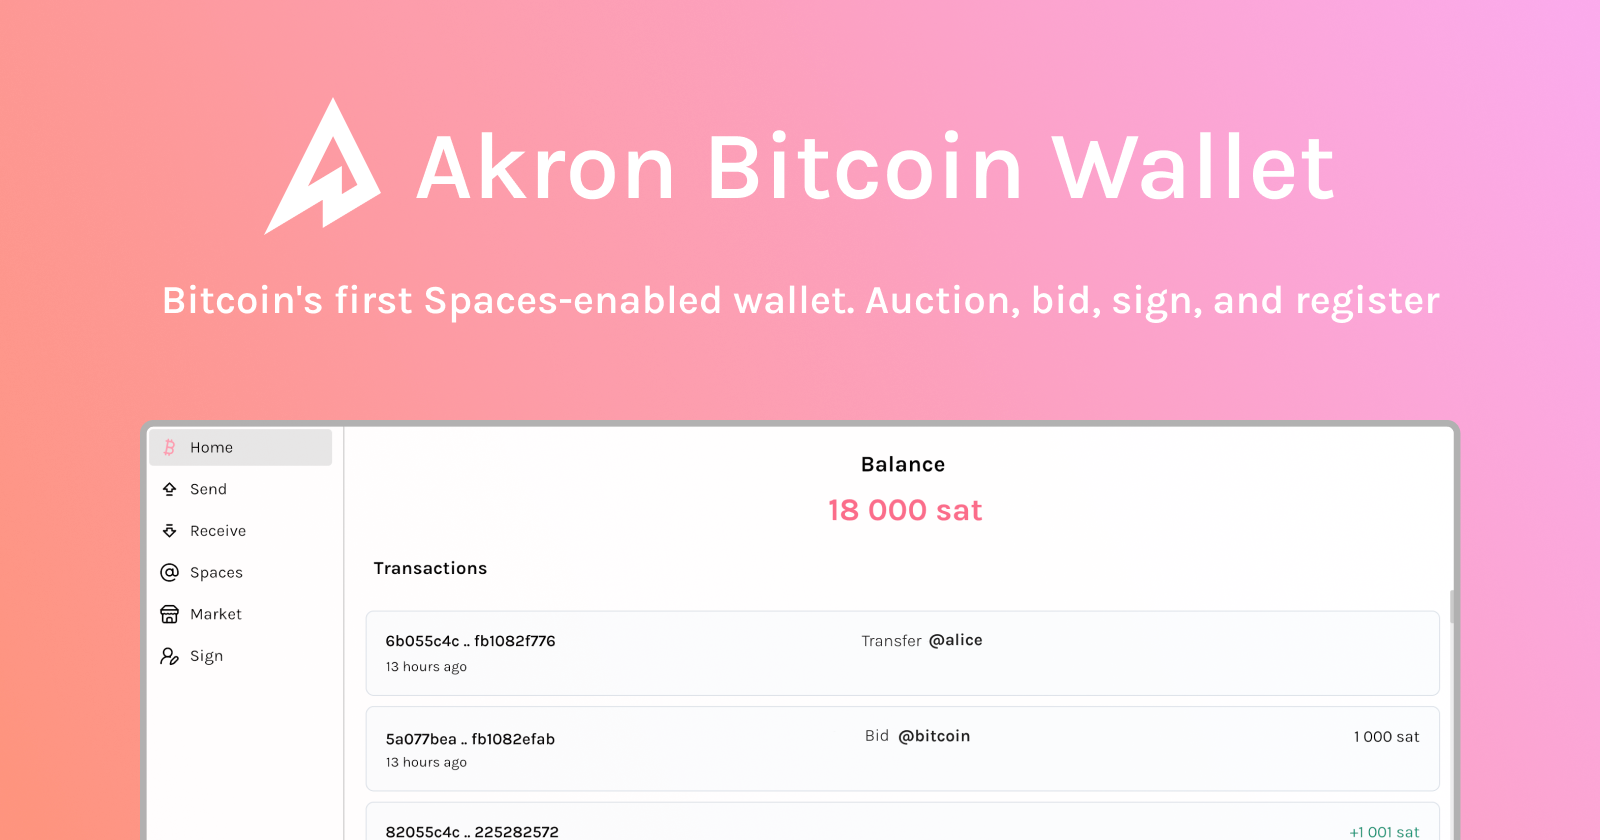 Akron Bitcoin Wallet
Bitcoin's first Spaces-enabled wallet. Auction, bid, sign, and register
Home
Send
Receive
Spaces
Market
Sign
Balance
18 000 sat
Transactions
6b055c4c .. fb1082f776
Transfer @alice
13 hours ago
5a077bea .. fb1082efab
Bid @bitcoin
1 000 sat
13 hours ago
82055c4c .. 225282572
+1 001 sat